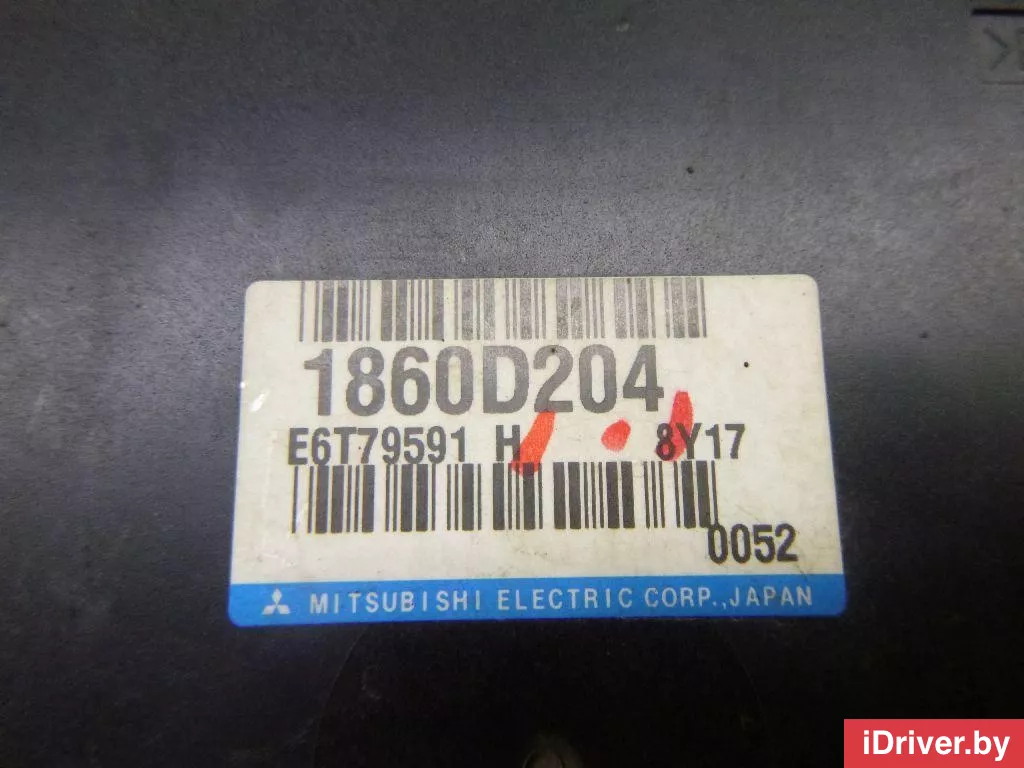 1860D204
E6T79591 H 8Y17
0052
MITSUBISHI ELECTRIC CORP., JAPAN
iDriver.by